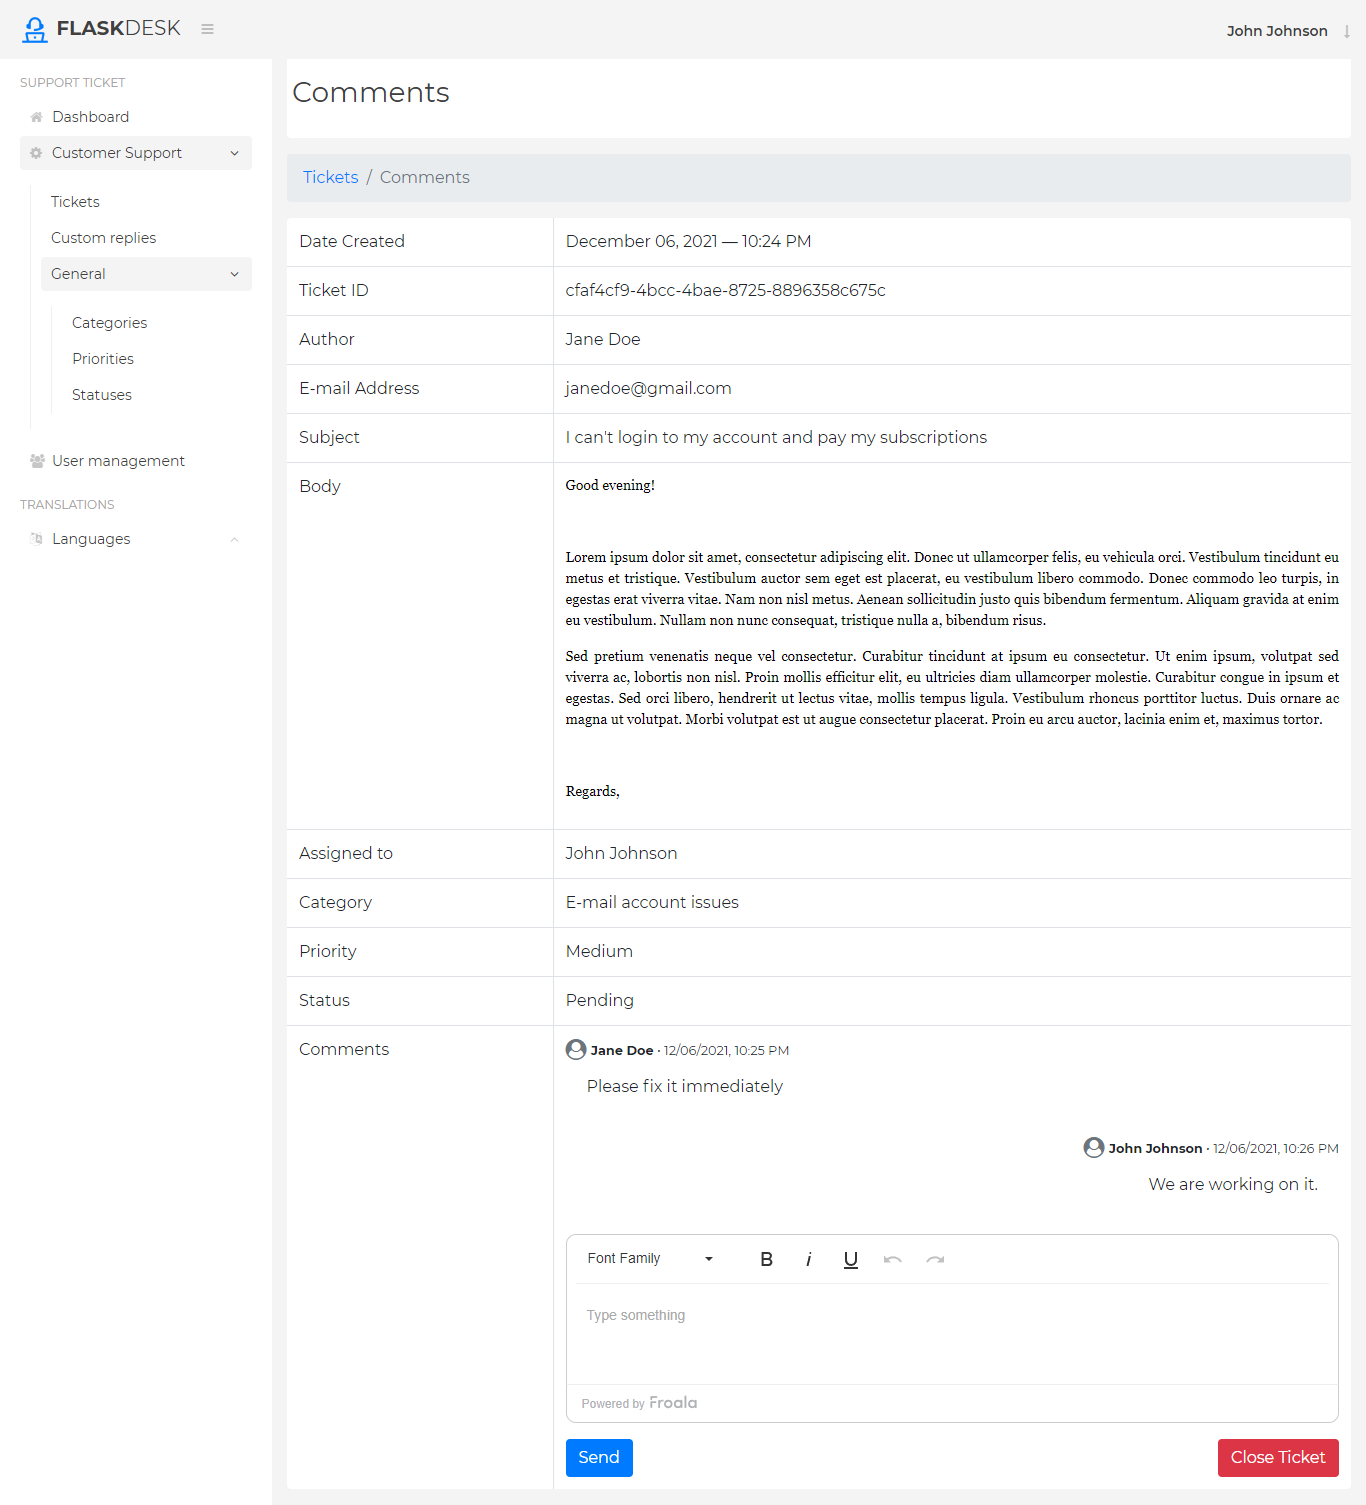 FLASKDESK
John Johnson
SUPPORT TICKET
Dashboard
Customer Support
Tickets
Custom replies
General
Categories
Priorities
Statuses
User management
TRANSLATIONS
Languages
Comments
Tickets / Comments
Date Created December 06, 2021 — 10:24 PM
Ticket ID cfaf4cf9-4bcc-4bae-8725-8896358c675c
Author Jane Doe
E-mail Address janedoe@gmail.com
Subject I can't login to my account and pay my subscriptions
Body Good evening!
Lorem ipsum dolor sit amet, consectetur adipiscing elit. Donec ut ullamcorper felis, eu vehicula orci. Vestibulum tincidunt eu
metus et tristique. Vestibulum auctor sem eget est placerat, eu vestibulum libero commodo. Donec commodo leo turpis, in
egestas erat viverra vitae. Nam non nisl metus. Aenean sollicitudin justo quis bibendum fermentum. Aliquam gravida at enim
eu vestibulum. Nullam non nunc consequat, tristique nulla a, bibendum risus.
Sed pretium venenatis neque vel consectetur. Curabitur tincidunt at ipsum eu consectetur. Ut enim ipsum, volutpat sed
viverra ac, lobortis non nisl. Proin mollis efficitur elit, eu ultricies diam ullamcorper molestie. Curabitur congue in ipsum et
egestas. Sed orci libero, hendrerit ut lectus vitae, mollis tempus ligula. Vestibulum rhoncus porttitor luctus. Duis ornare ac
magna ut volutpat. Morbi volutpat est ut augue consectetur placerat. Proin eu arcu auctor, lacinia enim et, maximus tortor.
Regards,
Assigned to John Johnson
Category E-mail account issues
Priority Medium
Status Pending
Comments
Jane Doe · 12/06/2021, 10:25 PM
Please fix it immediately
John Johnson · 12/06/2021, 10:26 PM
We are working on it.
Font Family B i U
Type something
Powered by Froala
Send
Close Ticket